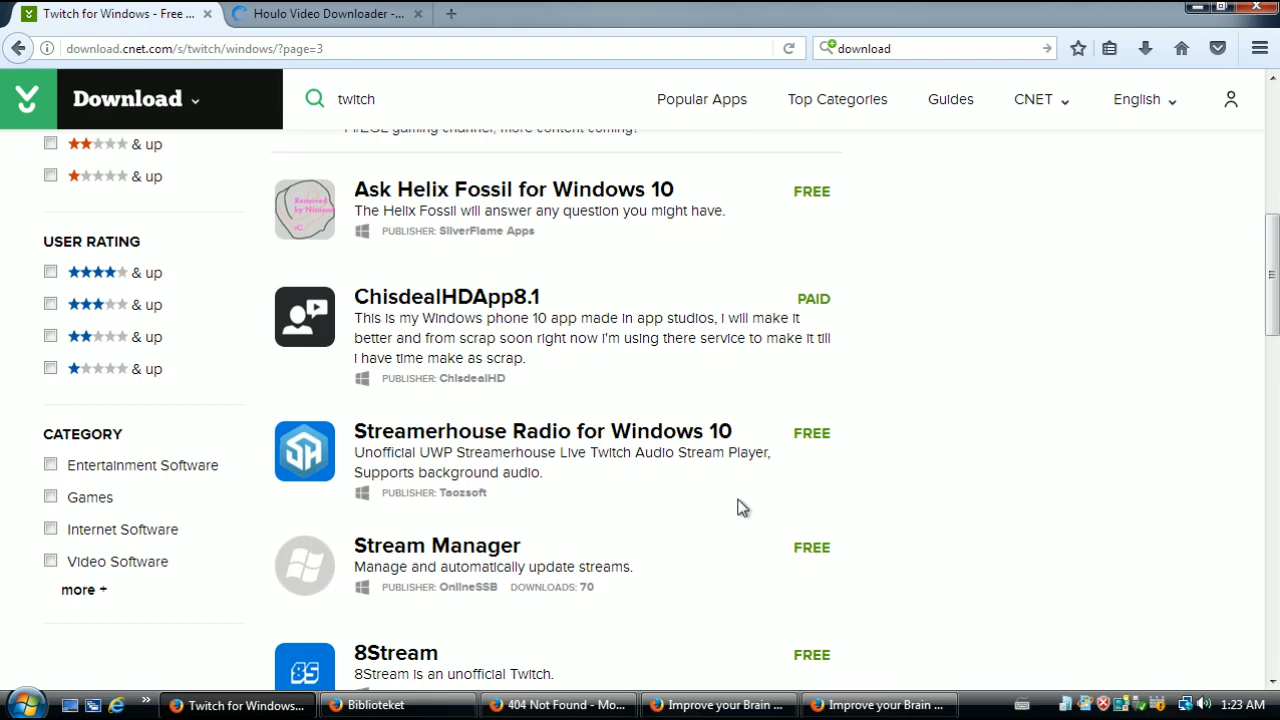 Twitch for Windows - Free ...
Houlo Video Downloader - ...
download.cnet.com/s/twitch/windows/?page=3
download
Download
twitch
Popular Apps
Top Categories
Guides
CNET
English
& up
& up
USER RATING
& up
& up
& up
& up
CATEGORY
Entertainment Software
Games
Internet Software
Video Software
more +
Ask Helix Fossil for Windows 10
FREE
The Helix Fossil will answer any question you might have.
PUBLISHER: SilverFlame Apps
Removed
by Ninten
ChisdealHDApp8.1
PAID
This is my Windows phone 10 app made in app studios, i will make it
better and from scrap soon right now i'm using there service to make it till
i have time make as scrap.
PUBLISHER: ChisdealHD
SH
Streamerhouse Radio for Windows 10
FREE
Unofficial UWP Streamerhouse Live Twitch Audio Stream Player,
Supports background audio.
PUBLISHER: Taozsoft
Stream Manager
FREE
Manage and automatically update streams.
PUBLISHER: OnlineSSB DOWNLOADS: 70
8S
8Stream
FREE
8Stream is an unofficial Twitch.
Twitch for Windows...
Biblioteket
404 Not Found - Mo...
Improve your Brain ...
Improve your Brain ...
1:23 AM